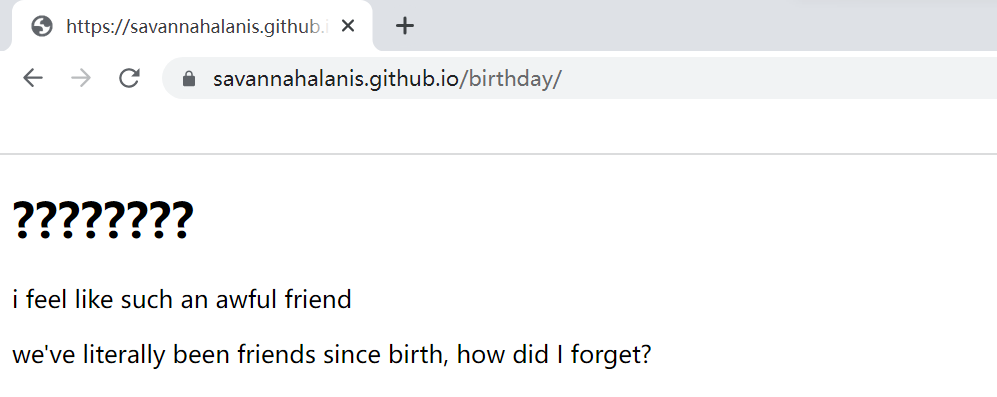 https://savannahalanis.github.i
savannahalanis.github.io/birthday/
????????
i feel like such an awful friend
we've literally been friends since birth, how did I forget?